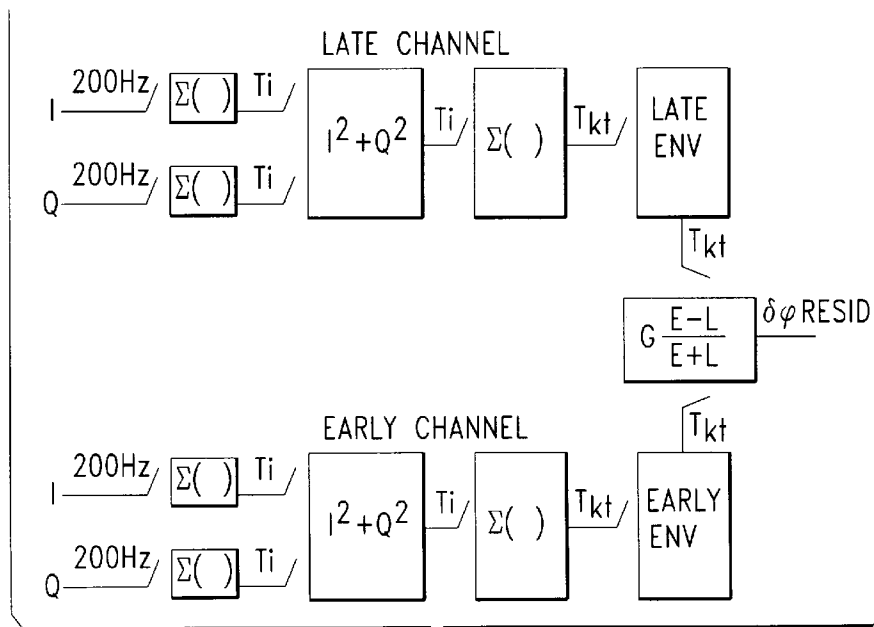 LATE CHANNEL
I 200Hz Σ( ) Ti
Q 200Hz Σ( ) Ti
I²+Q² Ti
Σ( ) Tkt
LATE
ENV
Tkt
G E-L
E+L
δφ RESID
Tkt
EARLY CHANNEL
I 200Hz Σ( ) Ti
Q 200Hz Σ( ) Ti
I²+Q² Ti
Σ( ) Tkt
EARLY
ENV